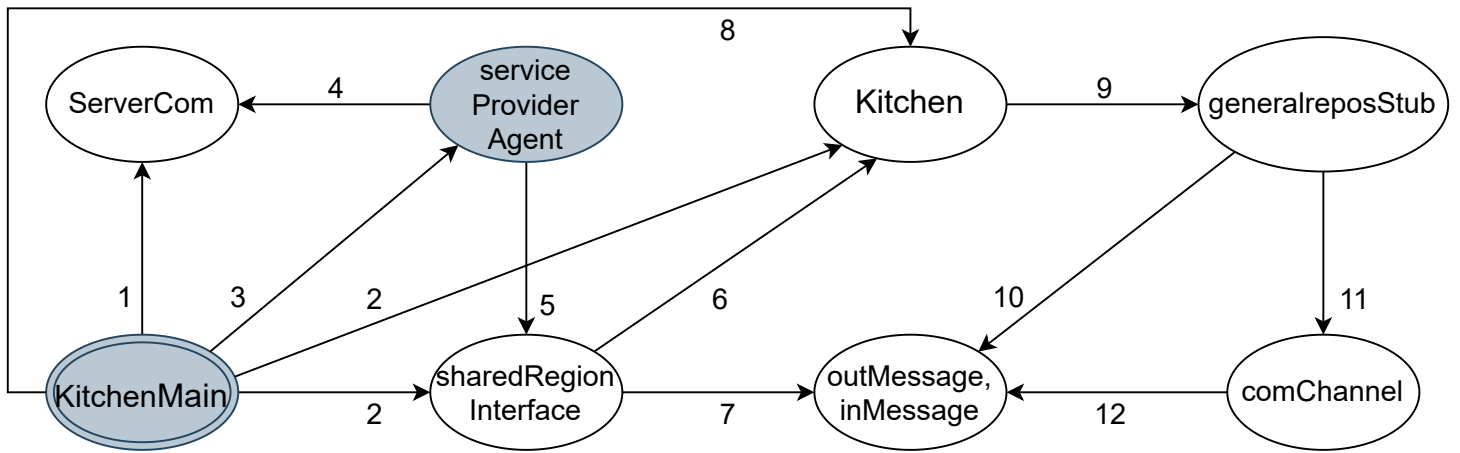 8
ServerCom
4
service
Provider
Agent
Kitchen
9
generalreposStub
1
3
2
5
6
10
11
KitchenMain
2
sharedRegion
Interface
7
outMessage,
inMessage
12
comChannel